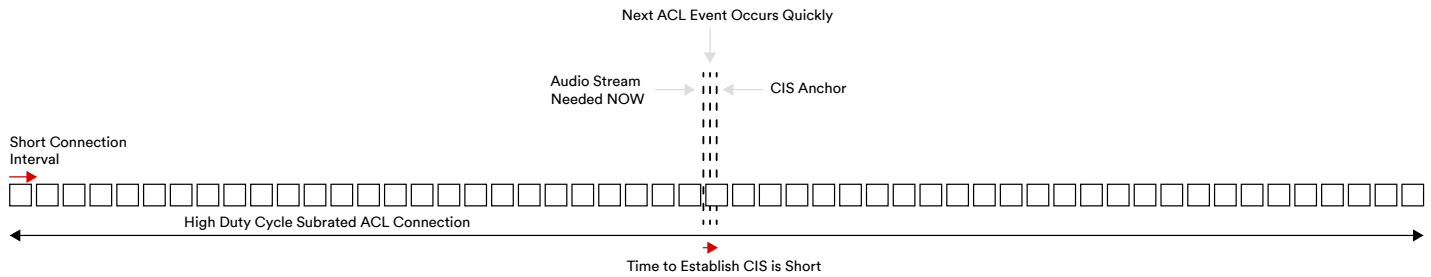 Next ACL Event Occurs Quickly
Audio Stream
Needed NOW
CIS Anchor
Short Connection
Interval
High Duty Cycle Subrated ACL Connection
Time to Establish CIS is Short